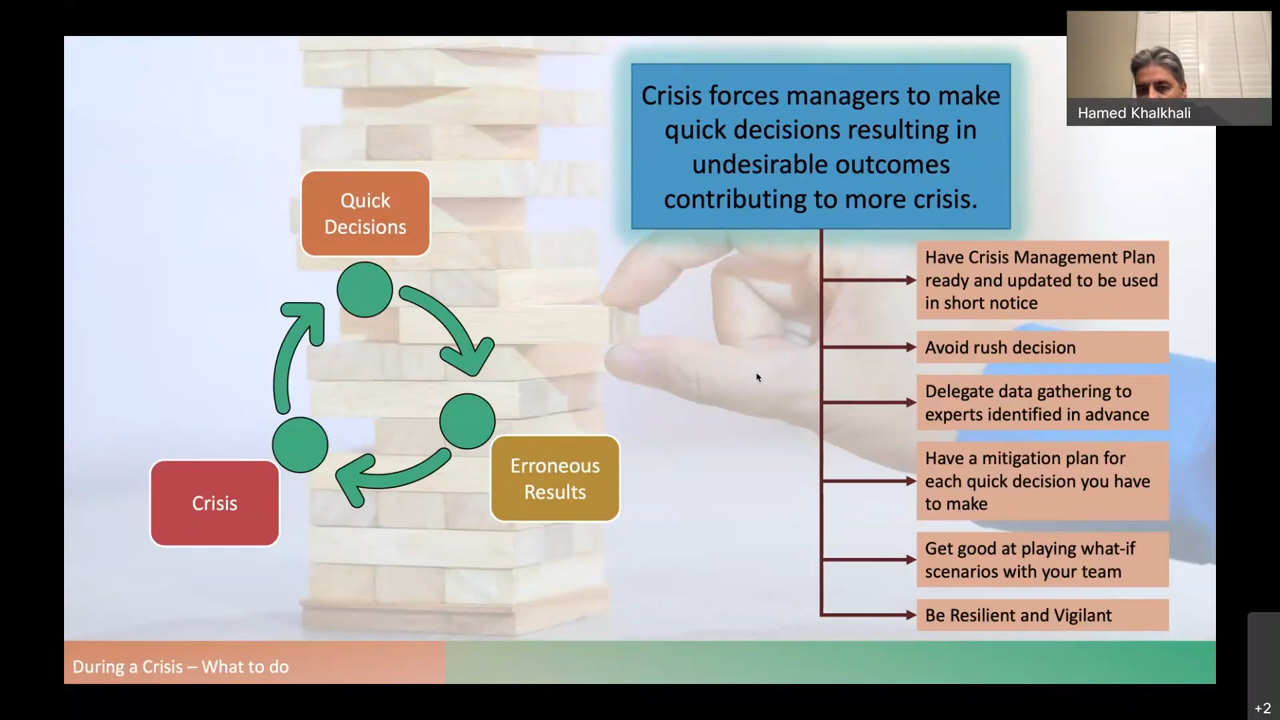 Crisis forces managers to make
quick decisions resulting in
undesirable outcomes
contributing to more crisis.
Hamed Khalkhali
Quick
Decisions
Erroneous
Results
Crisis
Have Crisis Management Plan
ready and updated to be used
in short notice
Avoid rush decision
Delegate data gathering to
experts identified in advance
Have a mitigation plan for
each quick decision you have
to make
Get good at playing what-if
scenarios with your team
Be Resilient and Vigilant
During a Crisis – What to do
+2